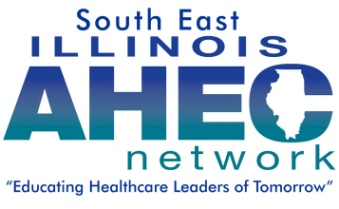 South East
ILLINOIS
AHEC
network
"Educating Healthcare Leaders of Tomorrow"